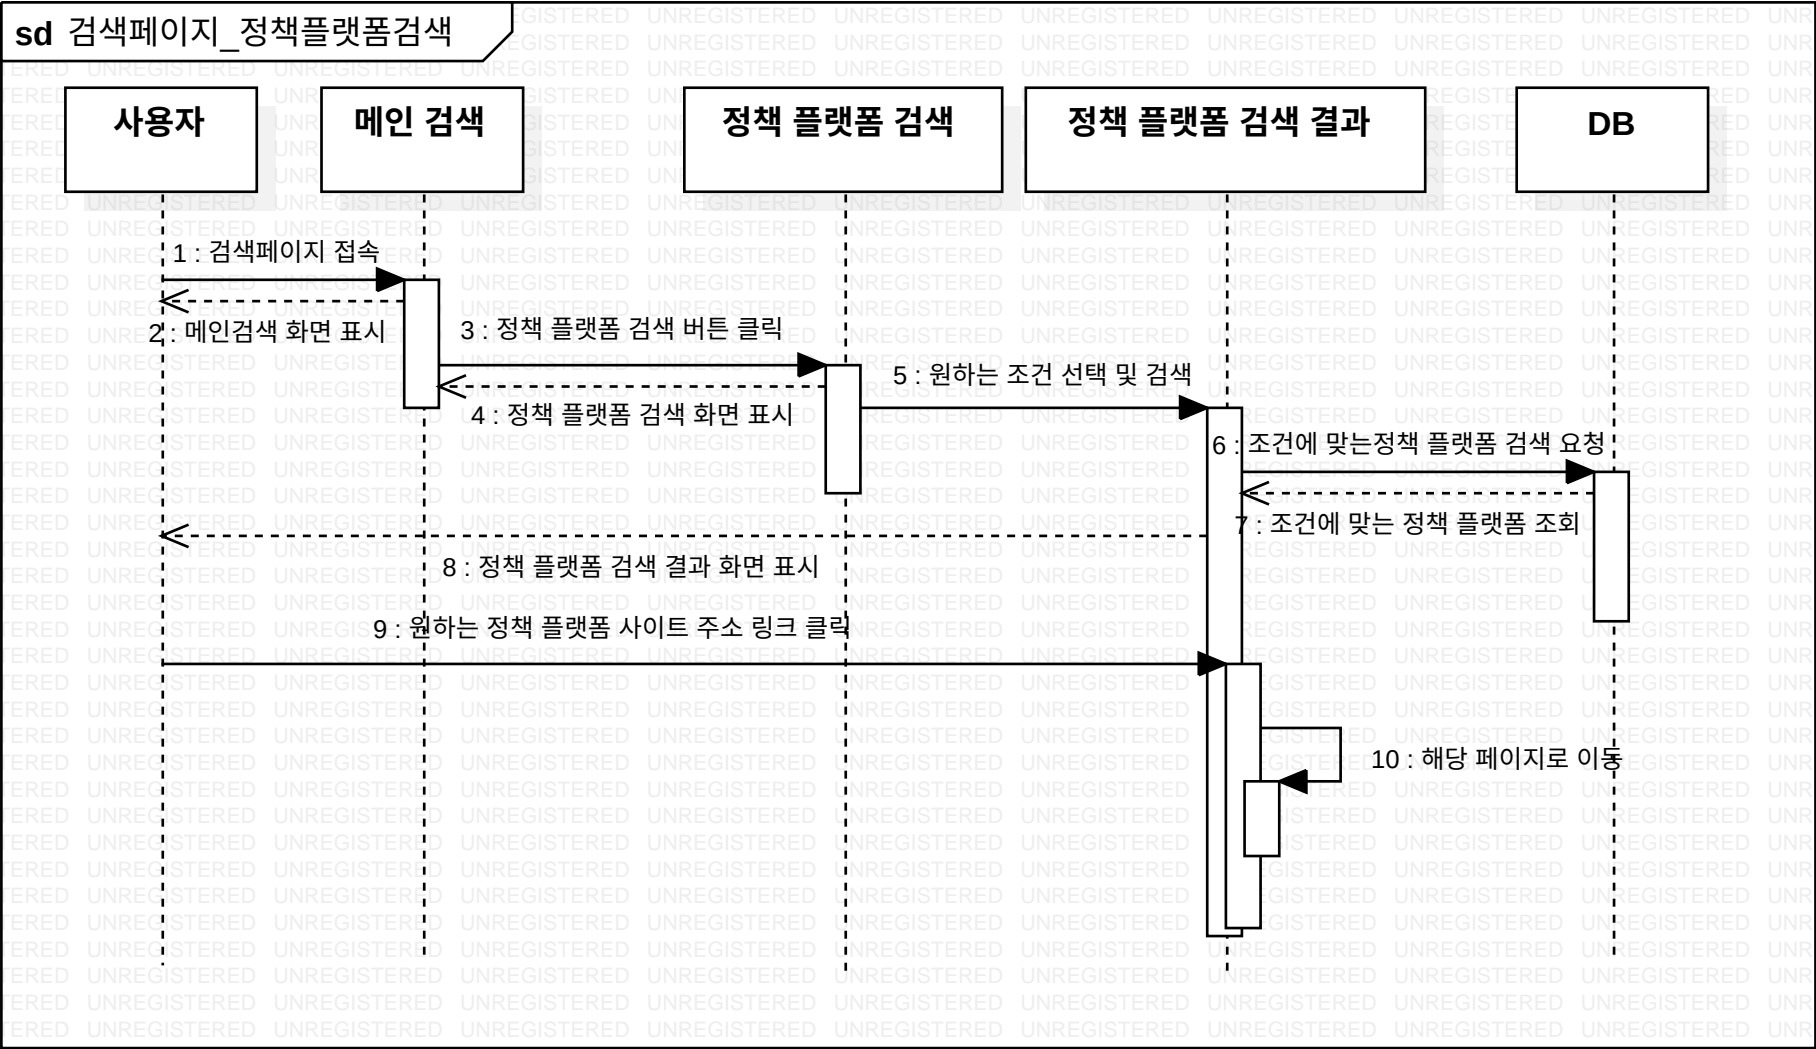 sd 검색페이지_정책플랫폼검색
사용자
메인 검색
정책 플랫폼 검색
정책 플랫폼 검색 결과
DB
1 : 검색페이지 접속
2 : 메인검색 화면 표시
3 : 정책 플랫폼 검색 버튼 클릭
4 : 정책 플랫폼 검색 화면 표시
5 : 원하는 조건 선택 및 검색
6 : 조건에 맞는정책 플랫폼 검색 요청
7 : 조건에 맞는 정책 플랫폼 조회
8 : 정책 플랫폼 검색 결과 화면 표시
9 : 원하는 정책 플랫폼 사이트 주소 링크 클릭
10 : 해당 페이지로 이동
UNREGISTERED